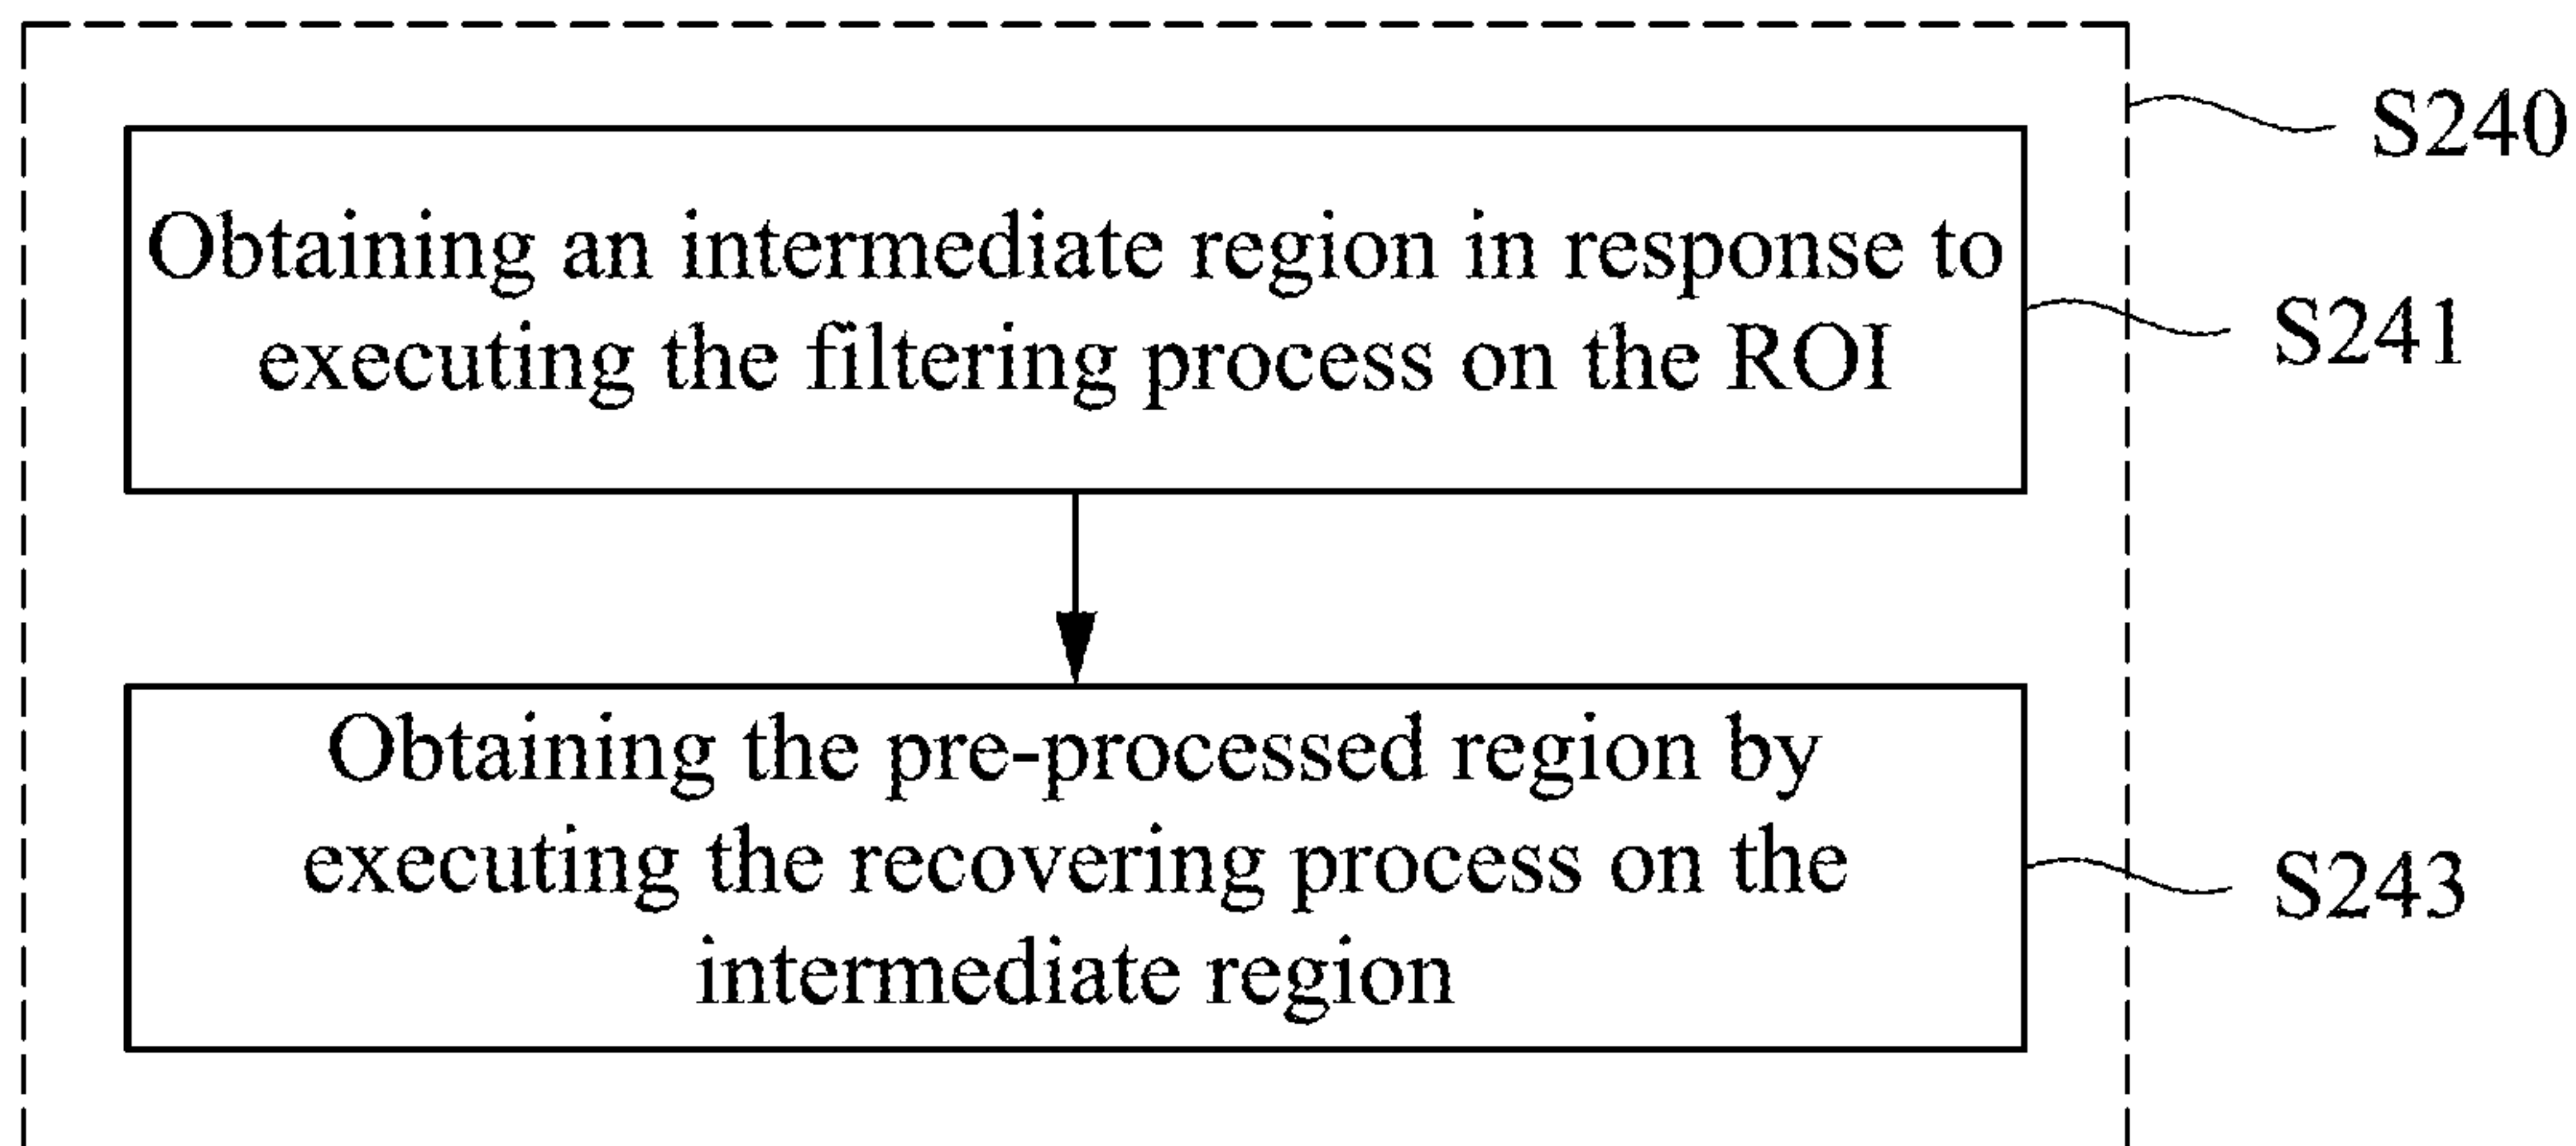 S240
Obtaining an intermediate region in response to
executing the filtering process on the ROI
S241
Obtaining the pre-processed region by
executing the recovering process on the
intermediate region
S243